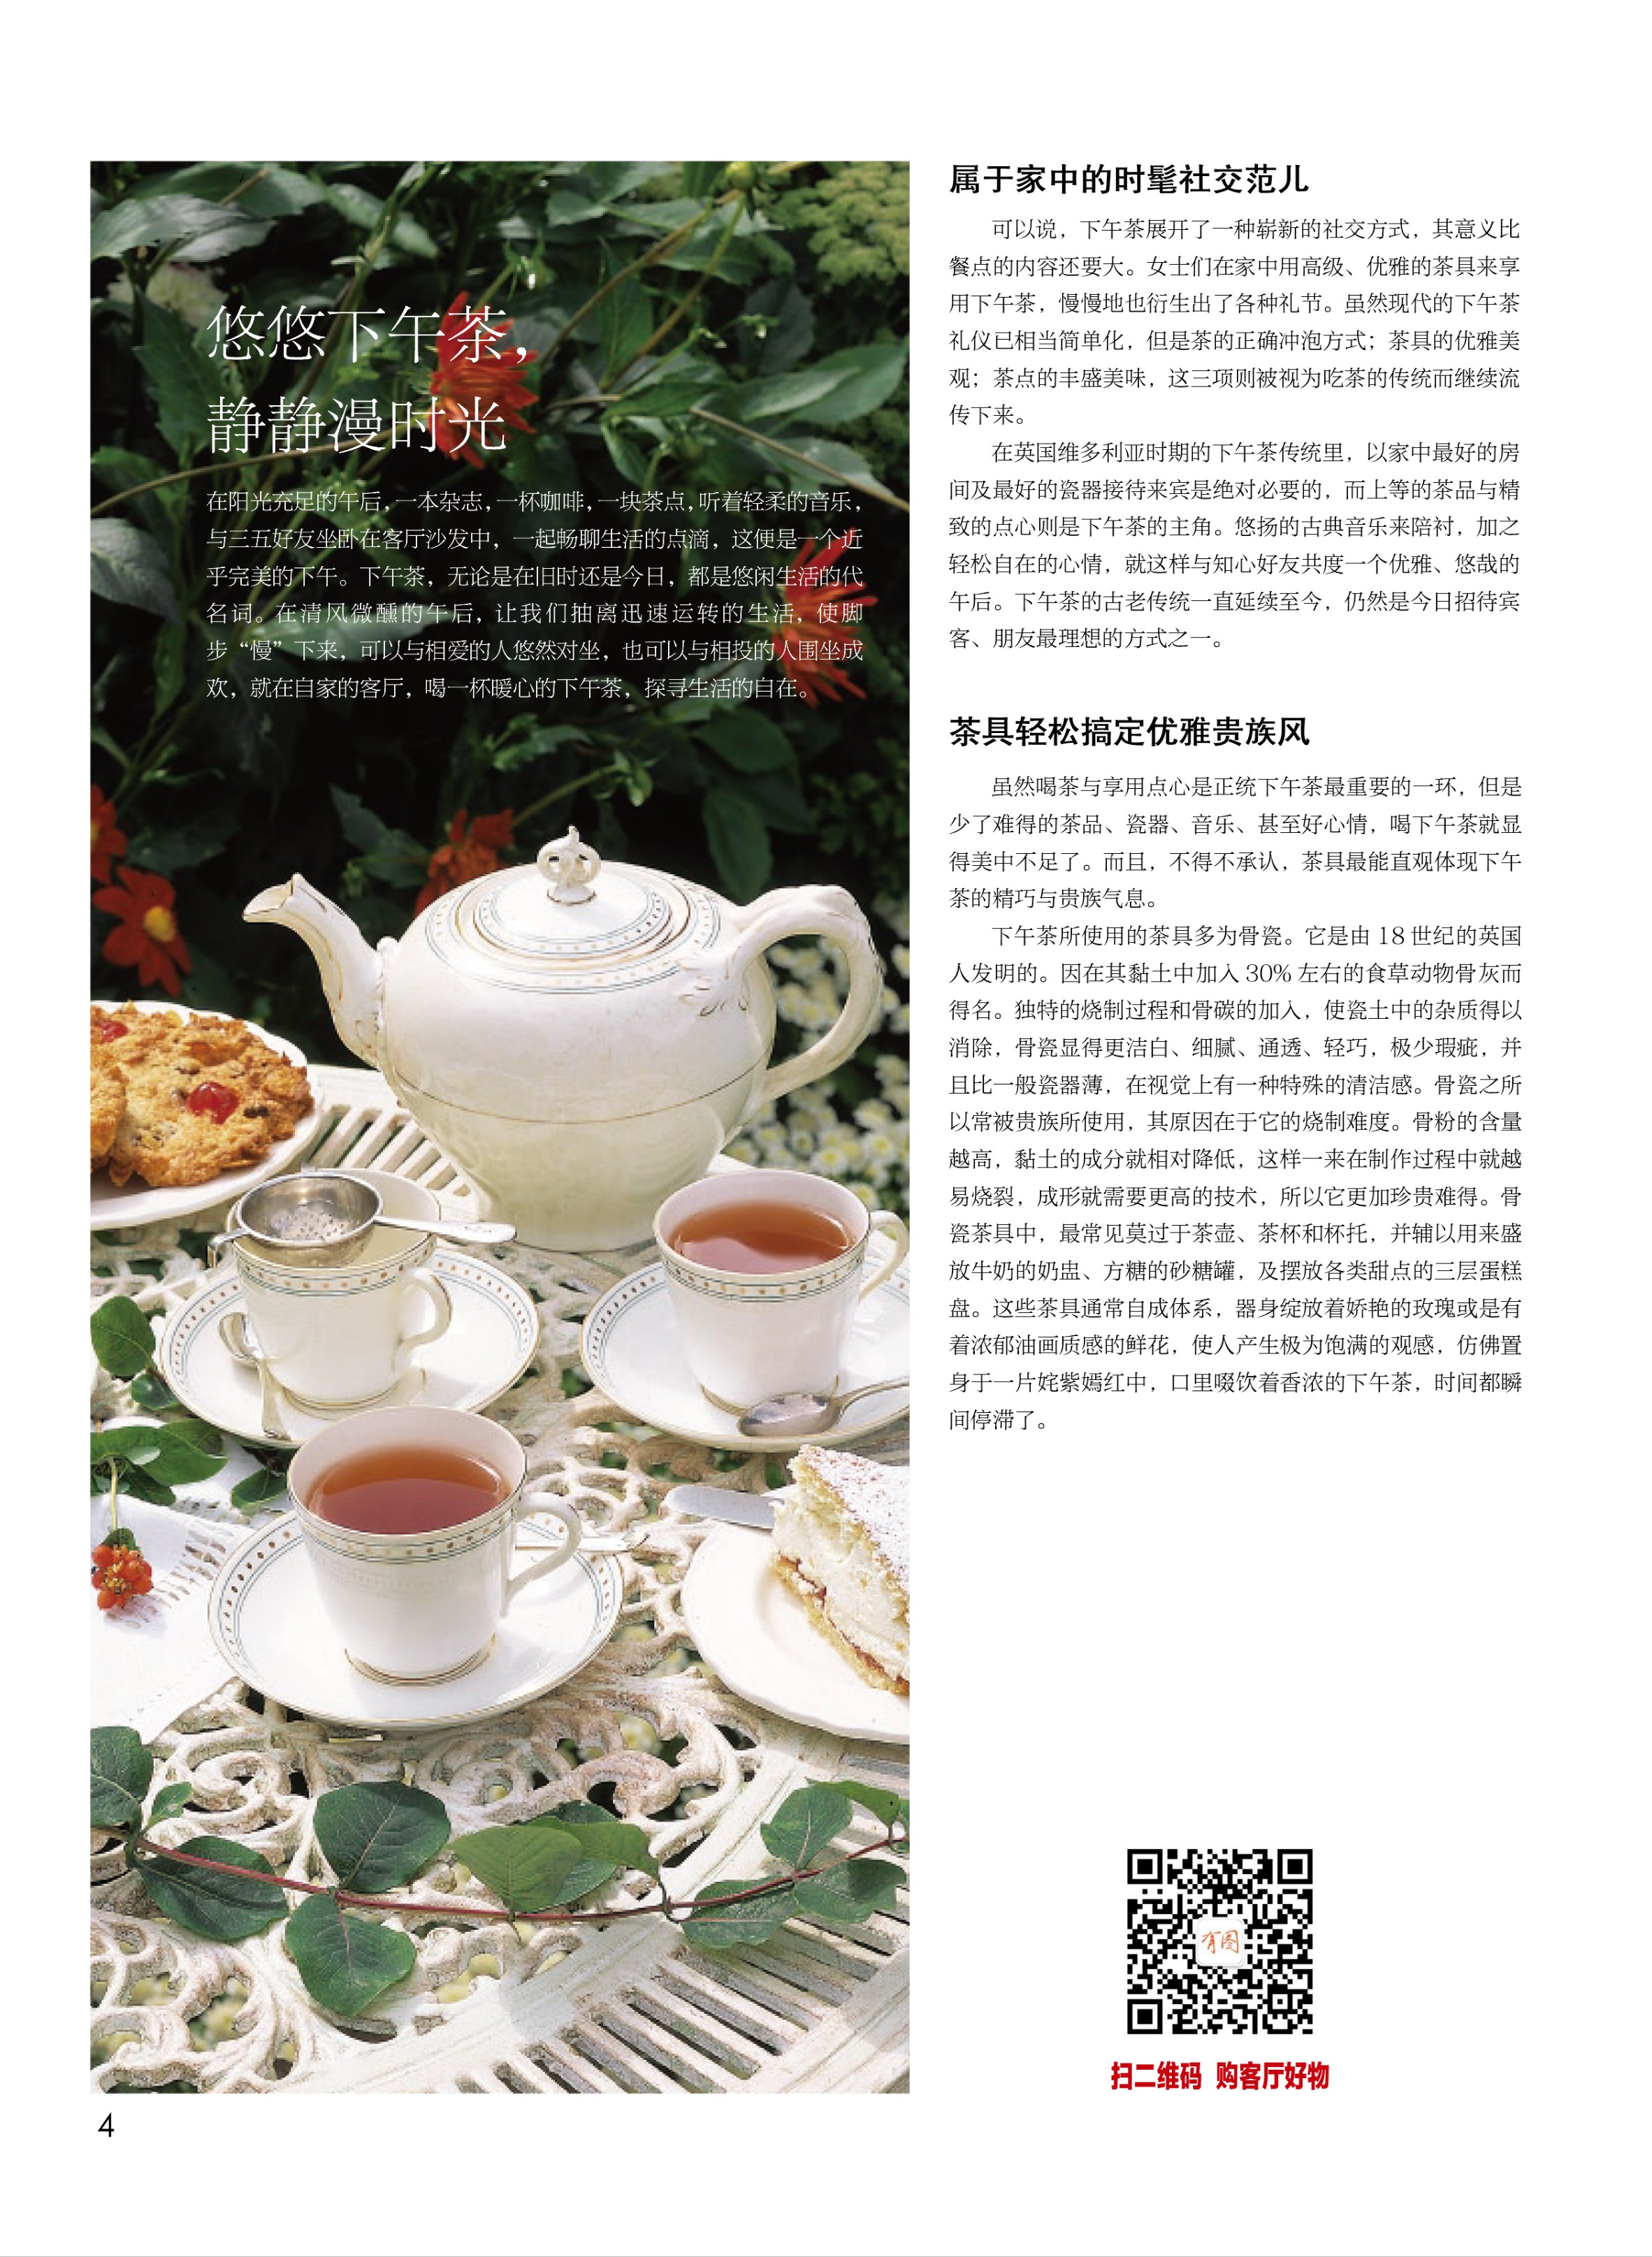 悠悠下午茶，
静静漫时光
在阳光充足的午后，一本杂志，一杯咖啡，一块茶点，听着轻柔的音乐，
与三五好友坐卧在客厅沙发中，一起畅聊生活的点滴，这便是一个近
乎完美的下午。下午茶，无论是在旧时还是今日，都是悠闲生活的代
名词。在清风微醺的午后，让我们抽离迅速运转的生活，使脚
步“慢”下来，可以与相爱的人悠然对坐，也可以与相投的人围坐成
欢，就在自家的客厅，喝一杯暖心的下午茶，探寻生活的自在。
属于家中的时髦社交范儿
可以说，下午茶展开了一种崭新的社交方式，其意义比
餐点的内容还要大。女士们在家中用高级、优雅的茶具来享
用下午茶，慢慢地也衍生出了各种礼节。虽然现代的下午茶
礼仪已相当简单化，但是茶的正确冲泡方式；茶具的优雅美
观；茶点的丰盛美味，这三项则被视为吃茶的传统而继续流
传下来。
在英国维多利亚时期的下午茶传统里，以家中最好的房
间及最好的瓷器接待来宾是绝对必要的，而上等的茶品与精
致的点心则是下午茶的主角。悠扬的古典音乐来陪衬，加之
轻松自在的心情，就这样与知心好友共度一个优雅、悠哉的
午后。下午茶的古老传统一直延续至今，仍然是今日招待宾
客、朋友最理想的方式之一。
茶具轻松搞定优雅贵族风
虽然喝茶与享用点心是正统下午茶最重要的一环，但是
少了难得的茶品、瓷器、音乐、甚至好心情，喝下午茶就显
得美中不足了。而且，不得不承认，茶具最能直观体现下午
茶的精巧与贵族气息。
下午茶所使用的茶具多为骨瓷。它是由 18 世纪的英国
人发明的。因在其黏土中加入 30% 左右的食草动物骨灰而
得名。独特的烧制过程和骨碳的加入，使瓷土中的杂质得以
消除，骨瓷显得更洁白、细腻、通透、轻巧，极少瑕疵，并
且比一般瓷器薄，在视觉上有一种特殊的清洁感。骨瓷之所
以常被贵族所使用，其原因在于它的烧制难度。骨粉的含量
越高，黏土的成分就相对降低，这样一来在制作过程中就越
易烧裂，成形就需要更高的技术，所以它更加珍贵难得。骨
瓷茶具中，最常见莫过于茶壶、茶杯和杯托，并辅以用来盛
放牛奶的奶盅、方糖的砂糖罐，及摆放各类甜点的三层蛋糕
盘。这些茶具通常自成体系，器身绽放着娇艳的玫瑰或是有
着浓郁油画质感的鲜花，使人产生极为饱满的观感，仿佛置
身于一片姹紫嫣红中，口里啜饮着香浓的下午茶，时间都瞬
间停滞了。
有图
扫二维码 购客厅好物
4